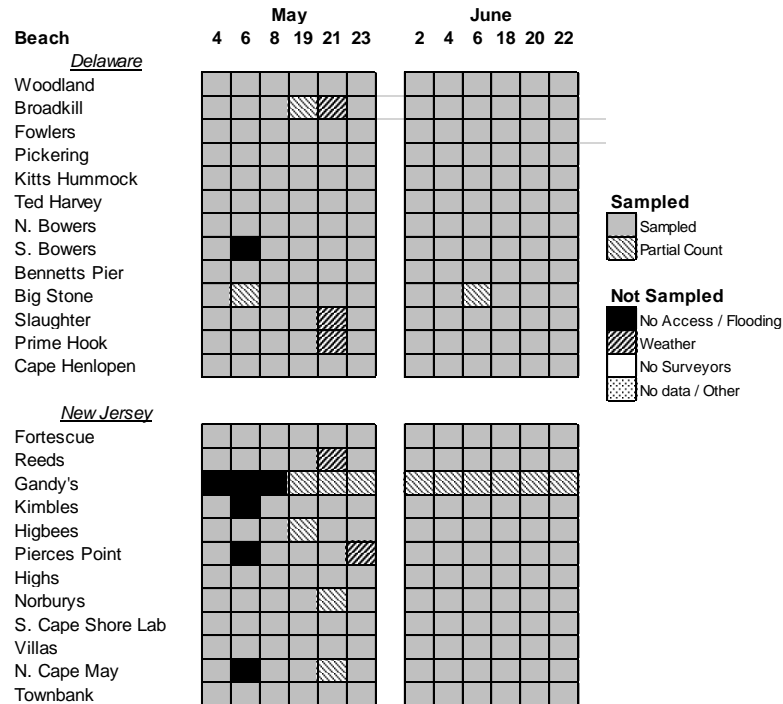 May June
Beach 4 6 8 19 21 23 2 4 6 18 20 22
Delaware
Woodland
Broadkill
Fowlers
Pickering
Kitts Hummock
Ted Harvey
N. Bowers
S. Bowers
Bennetts Pier
Big Stone
Slaughter
Prime Hook
Cape Henlopen
Sampled
Sampled
Partial Count
Not Sampled
No Access / Flooding
Weather
No Surveyors
No data / Other
New Jersey
Fortescue
Reeds
Gandy's
Kimbles
Higbees
Pierces Point
Highs
Norburys
S. Cape Shore Lab
Villas
N. Cape May
Townbank